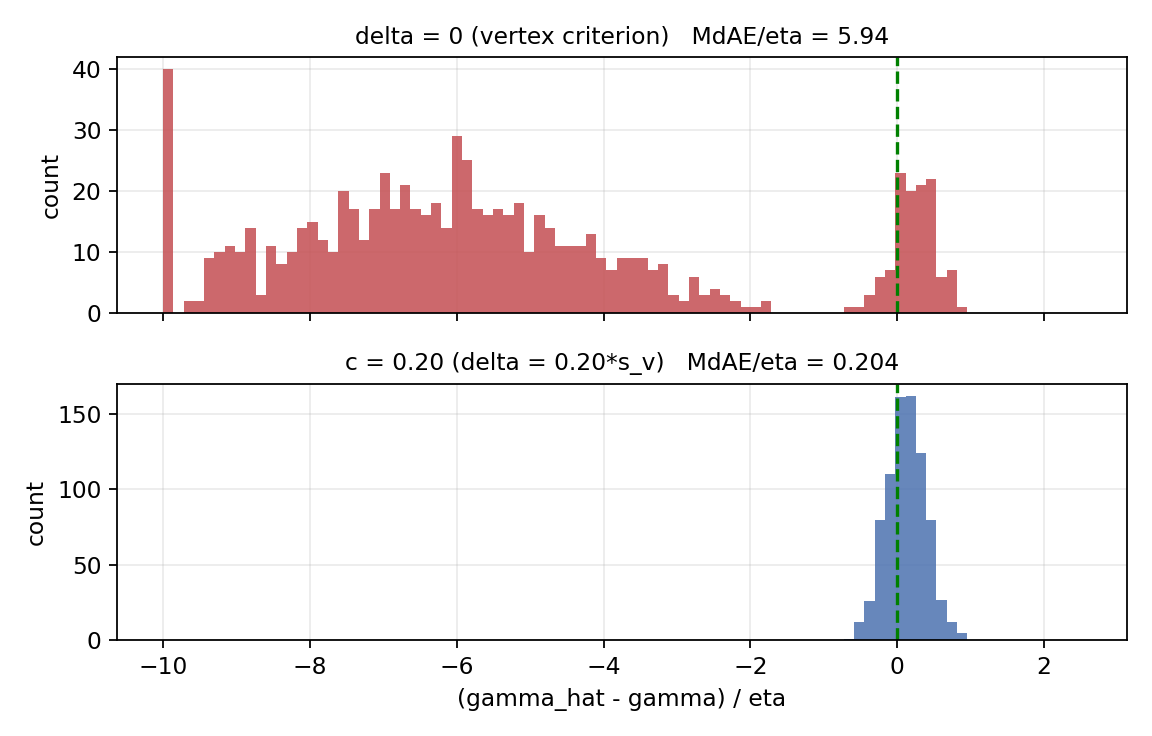 delta = 0 (vertex criterion)   MdAE/eta = 5.94
40
30
20
10
0
count
c = 0.20 (delta = 0.20*s_v)   MdAE/eta = 0.204
150
100
50
0
count
−10 −8 −6 −4 −2 0 2
(gamma_hat - gamma) / eta